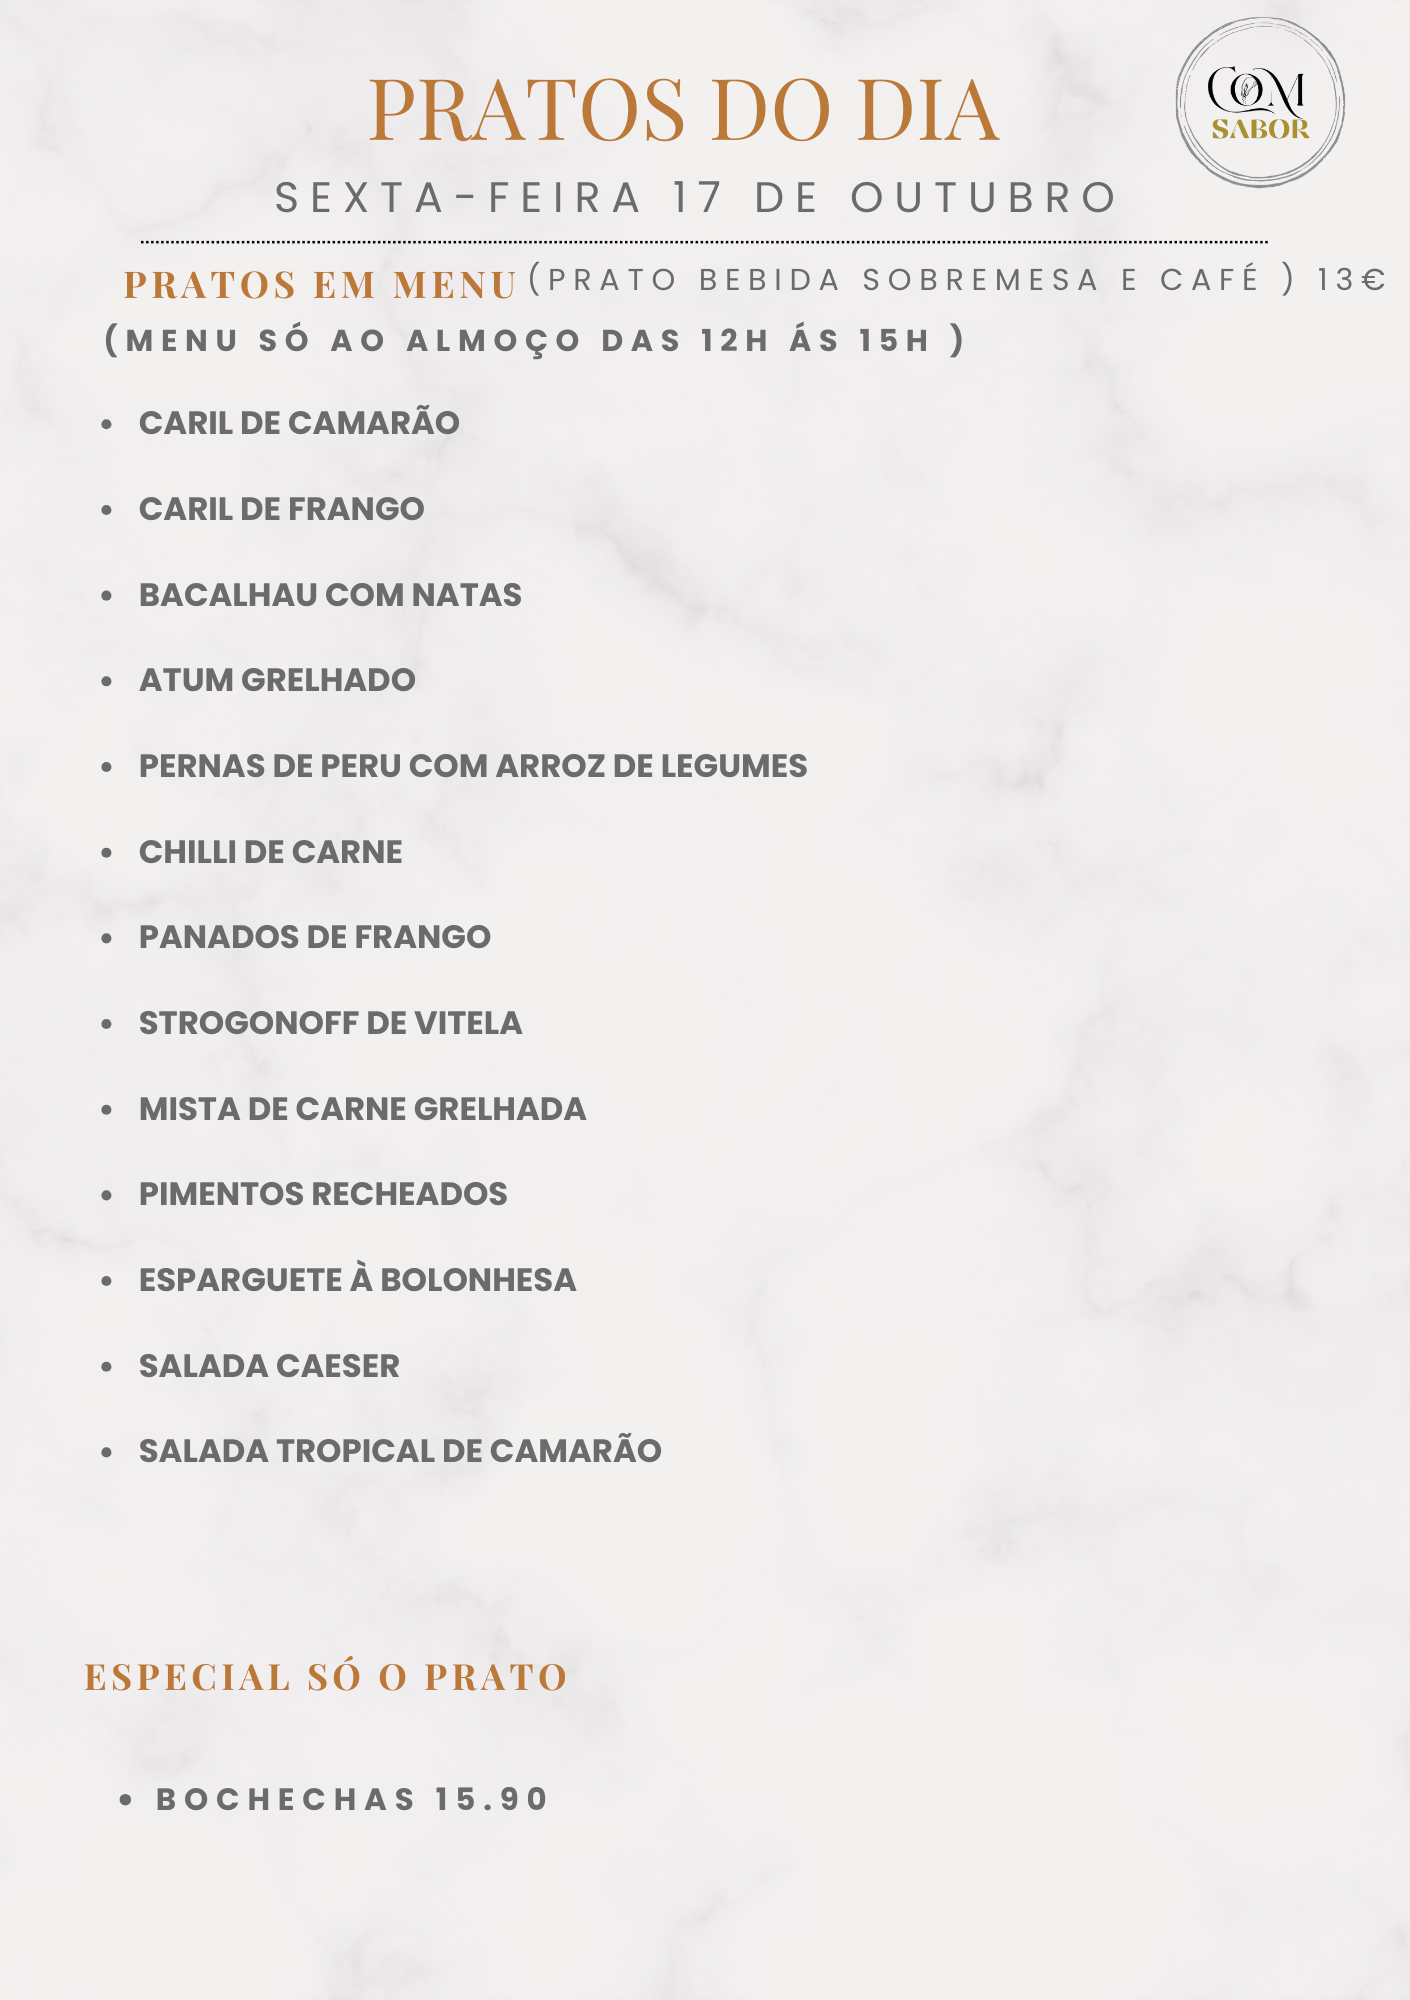 COM
SABOR
PRATOS DO DIA
SEXTA-FEIRA 17 DE OUTUBRO
PRATOS EM MENU (PRATO BEBIDA SOBREMESA E CAFÉ ) 13€
(MENU SÓ AO ALMOÇO DAS 12H ÁS 15H )
• CARIL DE CAMARÃO
• CARIL DE FRANGO
• BACALHAU COM NATAS
• ATUM GRELHADO
• PERNAS DE PERU COM ARROZ DE LEGUMES
• CHILLI DE CARNE
• PANADOS DE FRANGO
• STROGONOFF DE VITELA
• MISTA DE CARNE GRELHADA
• PIMENTOS RECHEADOS
• ESPARGUETE À BOLONHESA
• SALADA CAESER
• SALADA TROPICAL DE CAMARÃO
ESPECIAL SÓ O PRATO
• BOCHECHAS 15.90